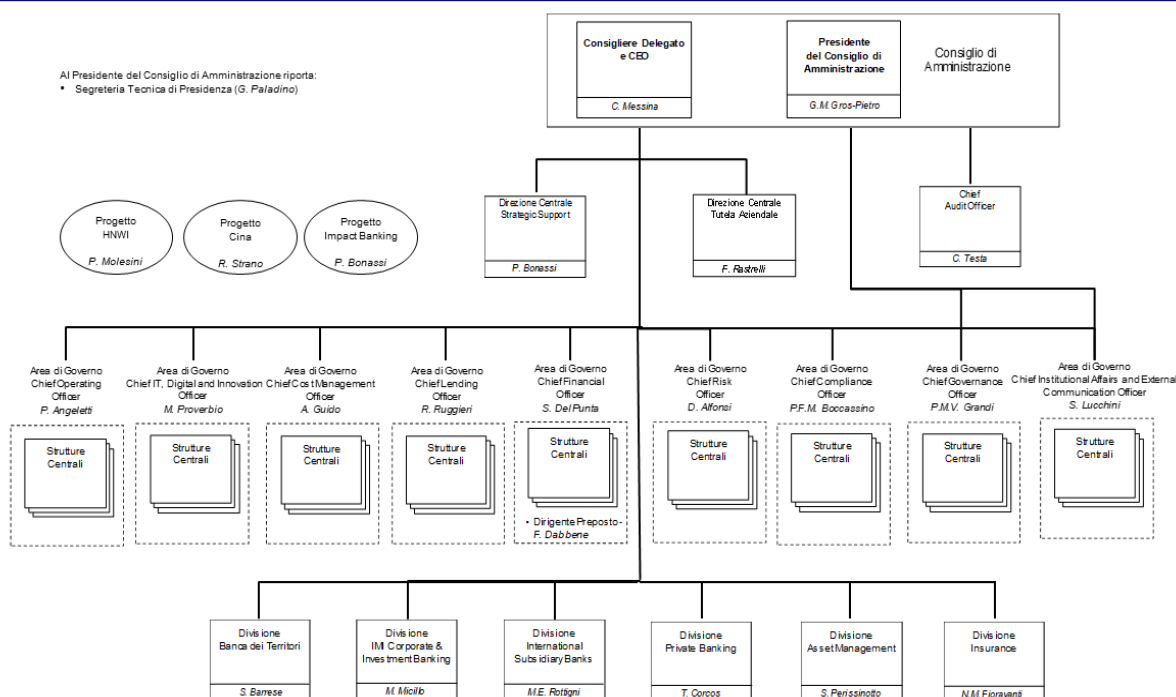 Consigliere Delegato
e CEO
C. Messina
Presidente
del Consiglio di
Amministrazione
G.M. Gros-Pietro
Consiglio di
Amministrazione
Al Presidente del Consiglio di Amministrazione riporta:
• Segreteria Tecnica di Presidenza (G. Paladino)
Progetto
HNWI
P. Molesini
Progetto
Cina
R. Strano
Progetto
Impact Banking
P. Bonassi
Direzione Centrale
Strategic Support
P. Bonassi
Direzione Centrale
Tutela Aziendale
F. Rastrelli
Chief
Audit Officer
C. Testa
Area di Governo
Chief Operating
Officer
P. Angeletti
Area di Governo
Chief IT, Digital and Innovation
Officer
M. Proverbio
Area di Governo
Chief Cost Management
Officer
A. Guido
Area di Governo
Chief Lending
Officer
R. Ruggieri
Area di Governo
Chief Financial
Officer
S. Del Punta
Area di Governo
Chief Risk
Officer
D. Alfonsi
Area di Governo
Chief Compliance
Officer
P.F.M. Boccassino
Area di Governo
Chief Governance
Officer
P.M.V. Grandi
Area di Governo
Chief Institutional Affairs and External
Communication Officer
S. Lucchini
Strutture
Centrali
Strutture
Centrali
Strutture
Centrali
Strutture
Centrali
Strutture
Centrali
• Dirigente Preposto -
F. Dabbene
Strutture
Centrali
Strutture
Centrali
Strutture
Centrali
Strutture
Centrali
Divisione
Banca dei Territori
S. Barrese
Divisione
IMI Corporate &
Investment Banking
M. Micillo
Divisione
International
Subsidiary Banks
M.E. Rottigni
Divisione
Private Banking
T. Corcos
Divisione
Asset Management
S. Perissinotto
Divisione
Insurance
N.M. Fioravanti